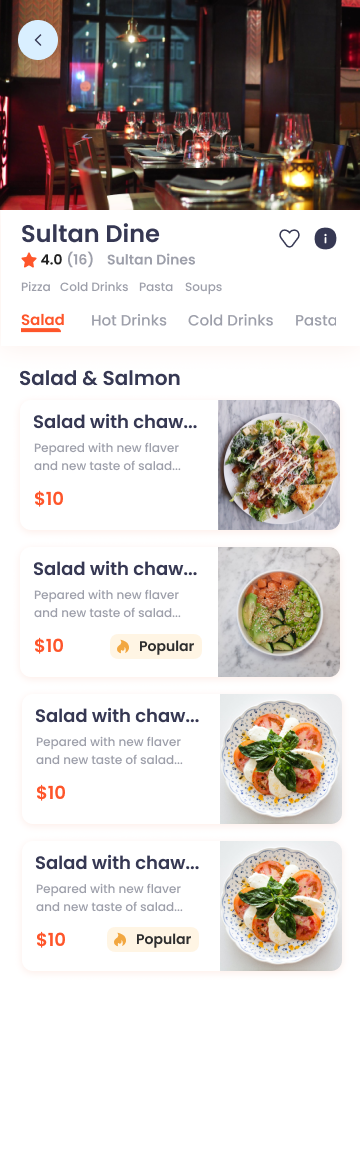 Sultan Dine
4.0 (16) Sultan Dines
Pizza Cold Drinks Pasta Soups
Salad Hot Drinks Cold Drinks Pasta
Salad & Salmon
Salad with chaw...
Pepared with new flaver
and new taste of salad...
$10
Salad with chaw...
Pepared with new flaver
and new taste of salad...
$10 Popular
Salad with chaw...
Pepared with new flaver
and new taste of salad...
$10
Salad with chaw...
Pepared with new flaver
and new taste of salad...
$10 Popular